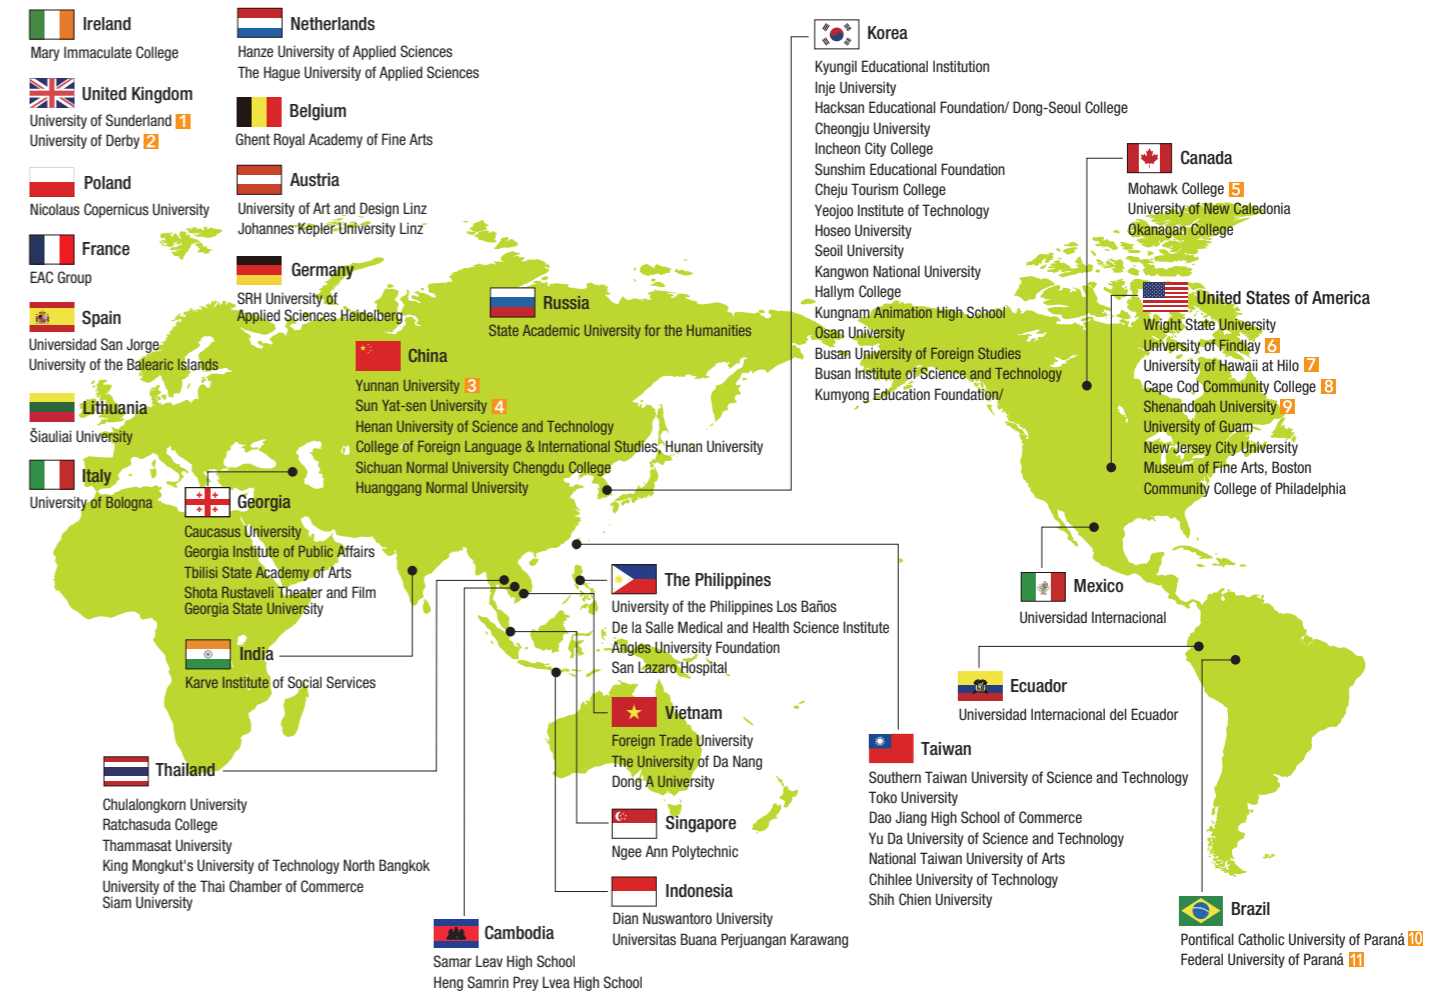 Ireland
Mary Immaculate College
United Kingdom
University of Sunderland 1
University of Derby 2
Poland
Nicolaus Copernicus University
France
EAC Group
Spain
Universidad San Jorge
University of the Balearic Islands
Lithuania
Šiauliai University
Italy
University of Bologna
Netherlands
Hanze University of Applied Sciences
The Hague University of Applied Sciences
Belgium
Ghent Royal Academy of Fine Arts
Austria
University of Art and Design Linz
Johannes Kepler University Linz
Germany
SRH University of
Applied Sciences Heidelberg
Russia
State Academic University for the Humanities
China
Yunnan University 3
Sun Yat-sen University 4
Henan University of Science and Technology
College of Foreign Language & International Studies, Hunan University
Sichuan Normal University Chengdu College
Huanggang Normal University
Georgia
Caucasus University
Georgia Institute of Public Affairs
Tbilisi State Academy of Arts
Shota Rustaveli Theater and Film
Georgia State University
India
Karve Institute of Social Services
Thailand
Chulalongkorn University
Ratchasuda College
Thammasat University
King Mongkut's University of Technology North Bangkok
University of the Thai Chamber of Commerce
Siam University
Cambodia
Samar Leav High School
Heng Samrin Prey Lvea High School
Korea
Kyungil Educational Institution
Inje University
Hacksan Educational Foundation/ Dong-Seoul College
Cheongju University
Incheon City College
Sunshim Educational Foundation
Cheju Tourism College
Yeojoo Institute of Technology
Hoseo University
Seoil University
Kangwon National University
Hallym College
Kungnam Animation High School
Osan University
Busan University of Foreign Studies
Busan Institute of Science and Technology
Kumyong Education Foundation/
The Philippines
University of the Philippines Los Baños
De la Salle Medical and Health Science Institute
Angles University Foundation
San Lazaro Hospital
Vietnam
Foreign Trade University
The University of Da Nang
Dong A University
Singapore
Ngee Ann Polytechnic
Indonesia
Dian Nuswantoro University
Universitas Buana Perjuangan Karawang
Taiwan
Southern Taiwan University of Science and Technology
Toko University
Dao Jiang High School of Commerce
Yu Da University of Science and Technology
National Taiwan University of Arts
Chihlee University of Technology
Shih Chien University
Canada
Mohawk College 5
University of New Caledonia
Okanagan College
United States of America
Wright State University
University of Findlay 6
University of Hawaii at Hilo 7
Cape Cod Community College 8
Shenandoah University 9
University of Guam
New Jersey City University
Museum of Fine Arts, Boston
Community College of Philadelphia
Mexico
Universidad Internacional
Ecuador
Universidad Internacional del Ecuador
Brazil
Pontifical Catholic University of Paraná 10
Federal University of Paraná 11